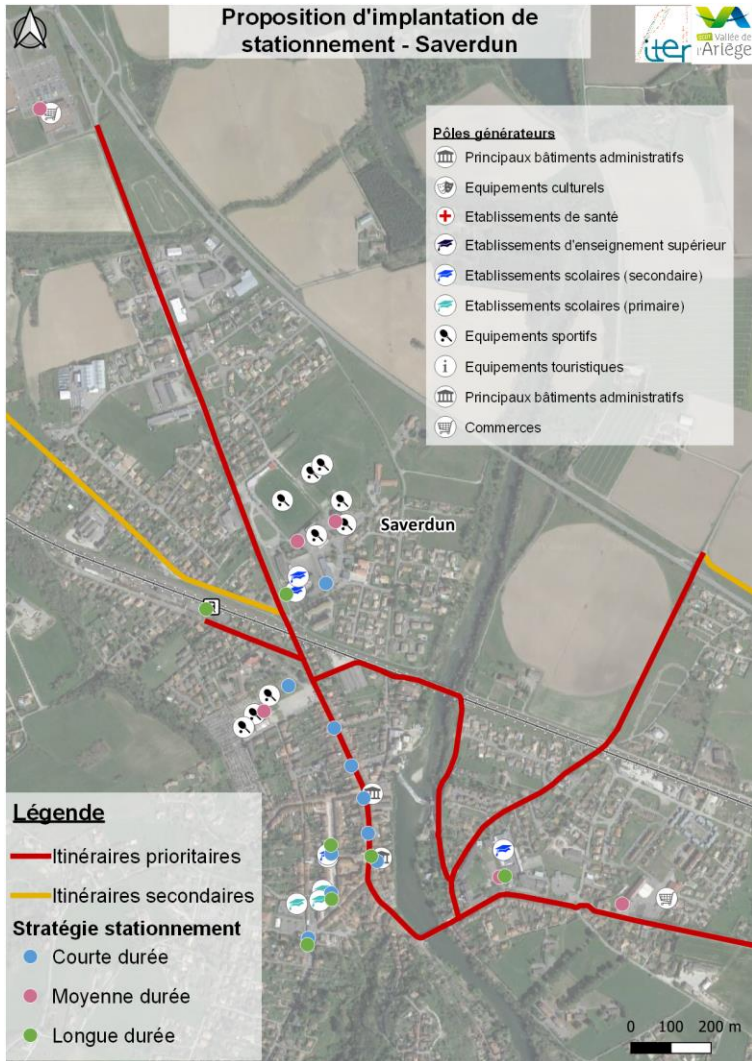 Proposition d'implantation de
stationnement - Saverdun
iter
SCOT Vallée de
l'Ariège
Pôles générateurs
Principaux bâtiments administratifs
Equipements culturels
Etablissements de santé
Etablissements d'enseignement supérieur
Etablissements scolaires (secondaire)
Etablissements scolaires (primaire)
Equipements sportifs
Equipements touristiques
Principaux bâtiments administratifs
Commerces
Saverdun
Légende
Itinéraires prioritaires
Itinéraires secondaires
Stratégie stationnement
Courte durée
Moyenne durée
Longue durée
0 100 200 m